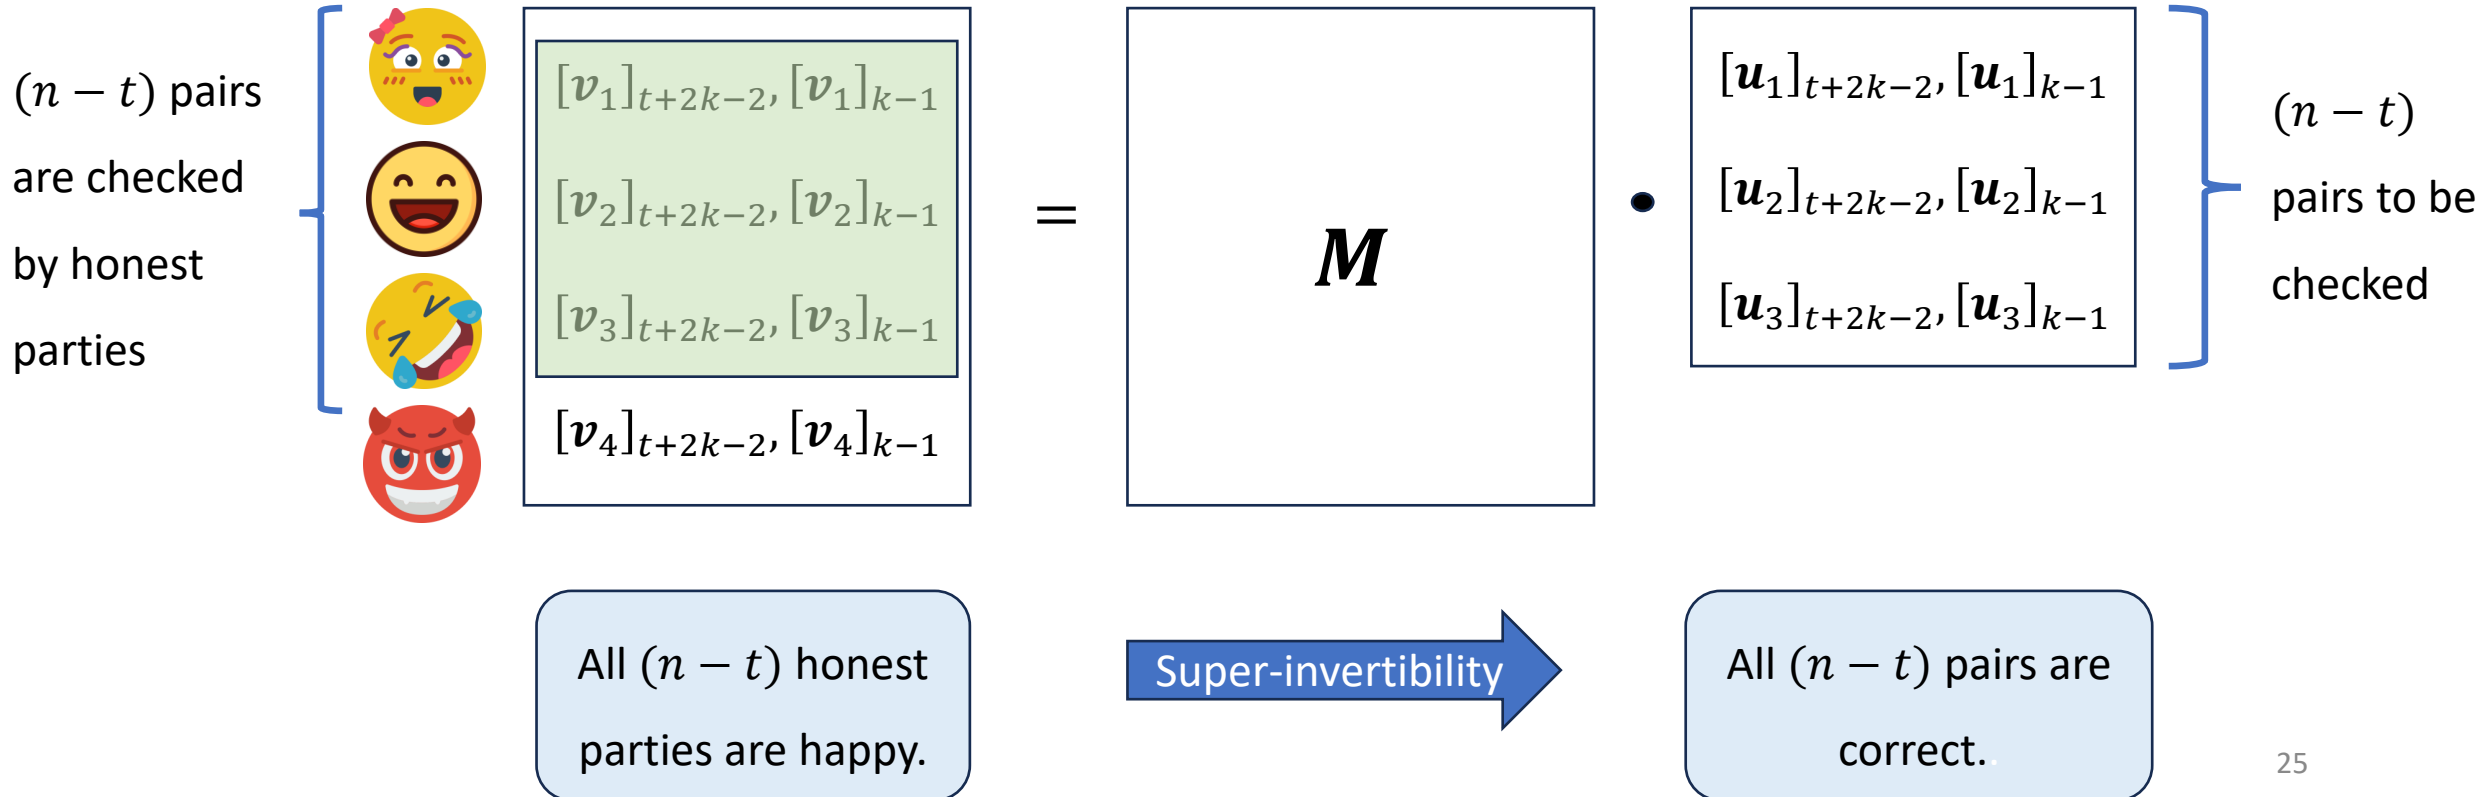 (n − t) pairs
are checked
by honest
parties
[v₁]ₜ₊₂ₖ₋₂, [v₁]ₖ₋₁
[v₂]ₜ₊₂ₖ₋₂, [v₂]ₖ₋₁
[v₃]ₜ₊₂ₖ₋₂, [v₃]ₖ₋₁
[v₄]ₜ₊₂ₖ₋₂, [v₄]ₖ₋₁
=
M
•
[u₁]ₜ₊₂ₖ₋₂, [u₁]ₖ₋₁
[u₂]ₜ₊₂ₖ₋₂, [u₂]ₖ₋₁
[u₃]ₜ₊₂ₖ₋₂, [u₃]ₖ₋₁
(n − t)
pairs to be
checked
All (n − t) honest
parties are happy.
Super-invertibility
All (n − t) pairs are
correct..
25